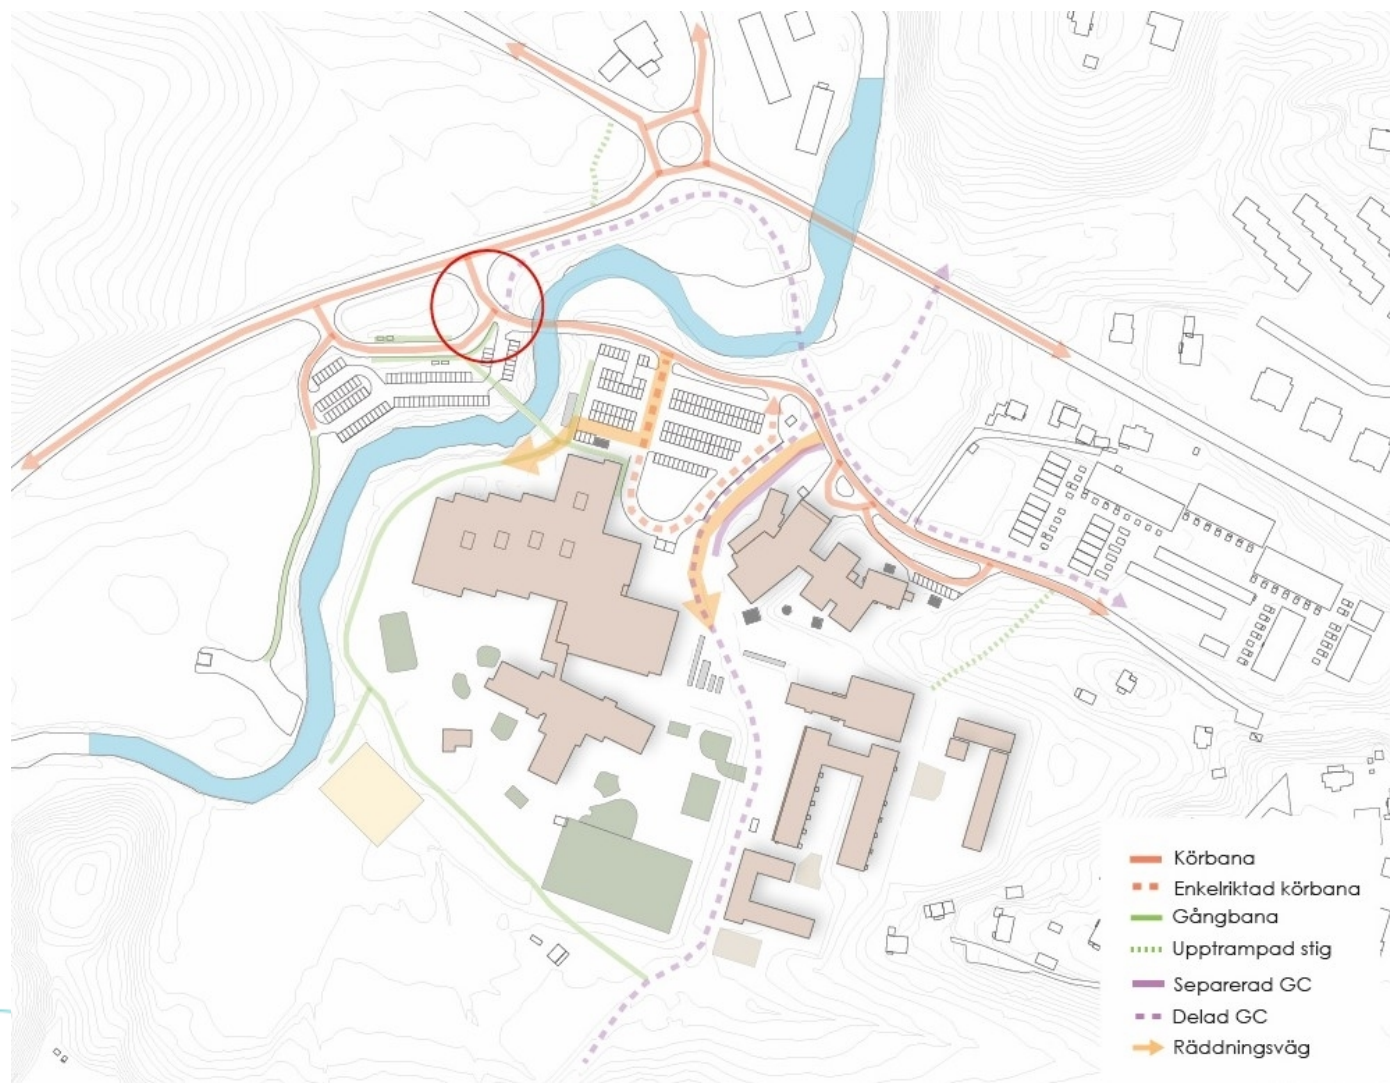 Körbana
Enkelriktad körbana
Gångbana
Upptrampad stig
Separerad GC
Delad GC
Räddningsväg